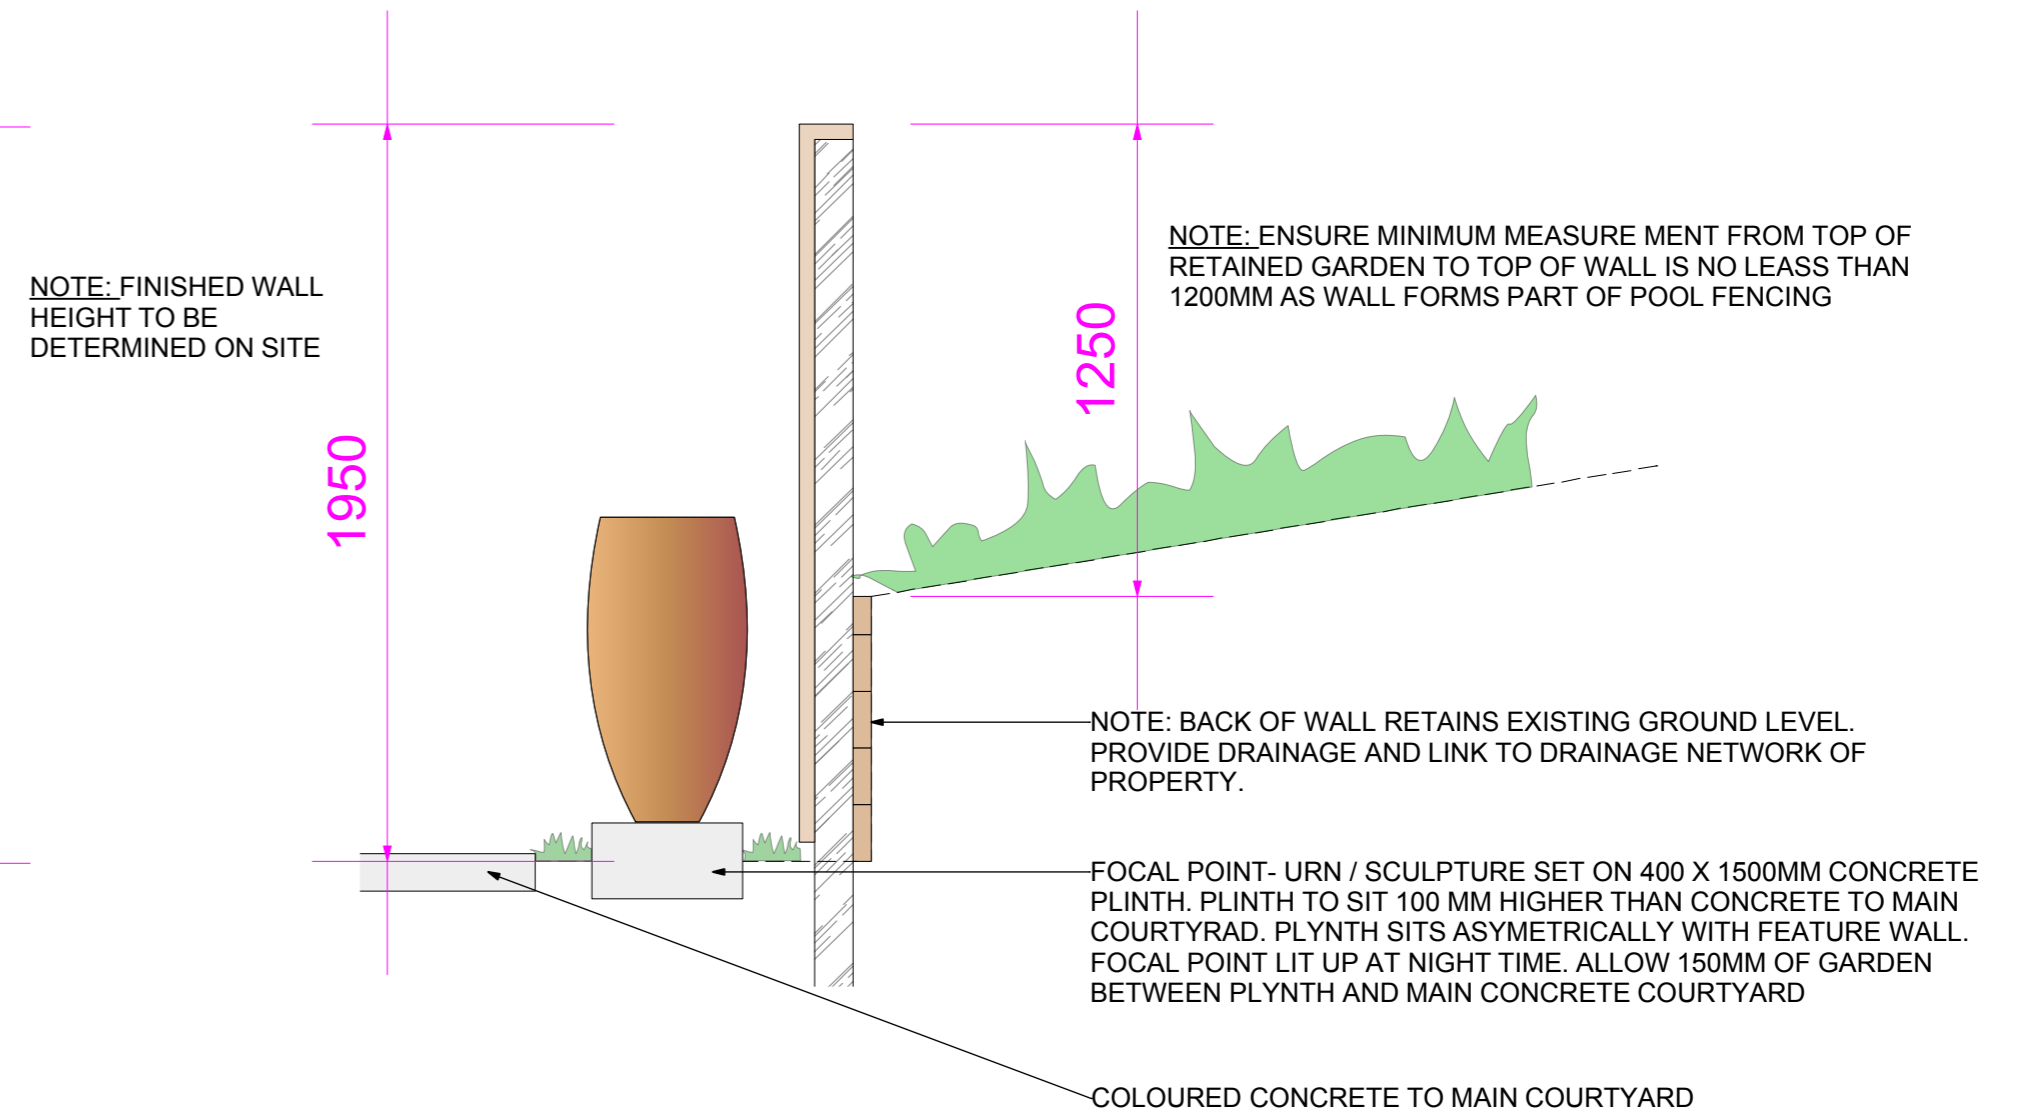 NOTE: FINISHED WALL
HEIGHT TO BE
DETERMINED ON SITE
1950
1250
NOTE: ENSURE MINIMUM MEASURE MENT FROM TOP OF
RETAINED GARDEN TO TOP OF WALL IS NO LEASS THAN
1200MM AS WALL FORMS PART OF POOL FENCING
NOTE: BACK OF WALL RETAINS EXISTING GROUND LEVEL.
PROVIDE DRAINAGE AND LINK TO DRAINAGE NETWORK OF
PROPERTY.
FOCAL POINT- URN / SCULPTURE SET ON 400 X 1500MM CONCRETE
PLINTH. PLINTH TO SIT 100 MM HIGHER THAN CONCRETE TO MAIN
COURTYRAD. PLYNTH SITS ASYMETRICALLY WITH FEATURE WALL.
FOCAL POINT LIT UP AT NIGHT TIME. ALLOW 150MM OF GARDEN
BETWEEN PLYNTH AND MAIN CONCRETE COURTYARD
COLOURED CONCRETE TO MAIN COURTYARD